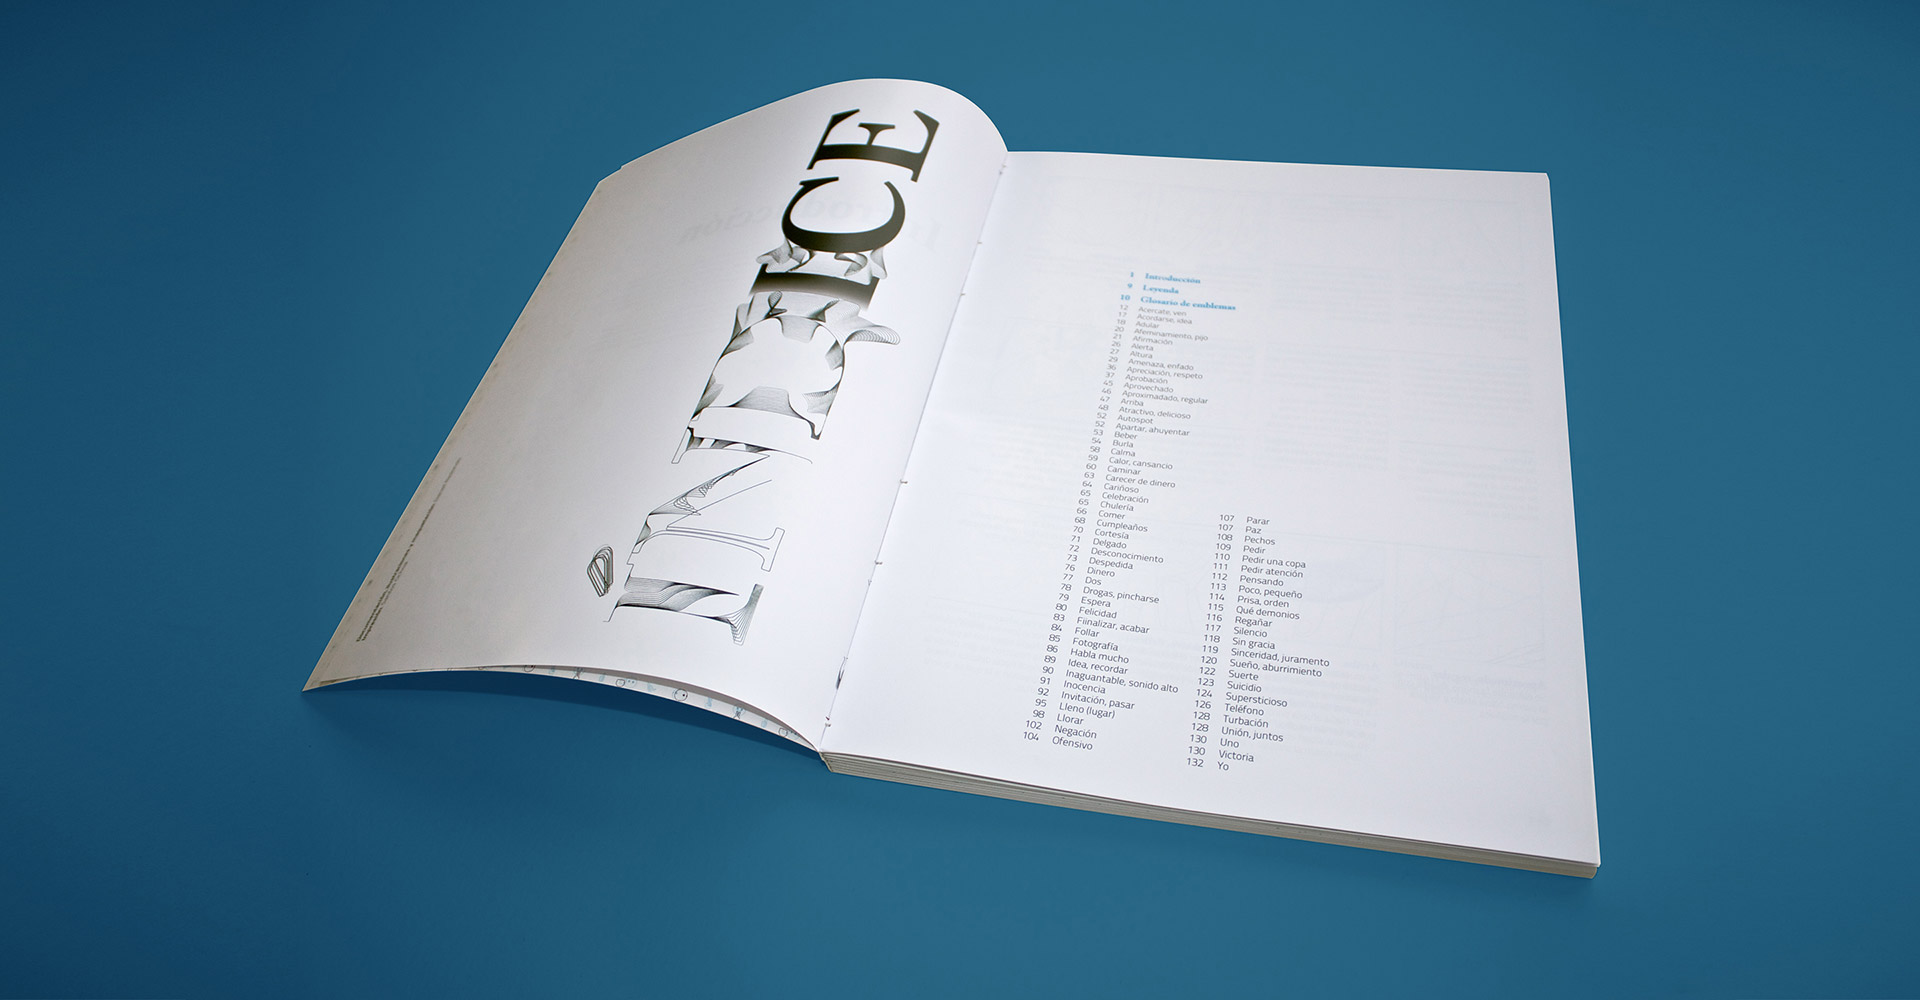 ÍNDICE
1 Introducción
9 Leyenda
10 Glosario de emblemas
12 Acercate, ven
17 Acordarse, idea
18 Adular
20 Afeminamiento, pijo
21 Afirmación
26 Alerta
27 Altura
29 Amenaza, enfado
36 Apreciación, respeto
37 Aprobación
45 Aprovechado
46 Aproximadado, regular
47 Arriba
48 Atractivo, delicioso
52 Autospot
52 Apartar, ahuyentar
53 Beber
54 Burla
58 Calma
59 Calor, cansancio
60 Caminar
63 Carecer de dinero
64 Cariñoso
65 Celebración
65 Chulería
66 Comer
68 Cumpleaños
70 Cortesía
71 Delgado
72 Desconocimiento
73 Despedida
76 Dinero
77 Dos
78 Drogas, pincharse
79 Espera
80 Felicidad
83 Fiinalizar, acabar
84 Follar
85 Fotografía
86 Habla mucho
89 Idea, recordar
90 Inaguantable, sonido alto
91 Inocencia
92 Invitación, pasar
95 Lleno (lugar)
98 Llorar
102 Negación
104 Ofensivo
107 Parar
107 Paz
108 Pechos
109 Pedir
110 Pedir una copa
111 Pedir atención
112 Pensando
113 Poco, pequeño
114 Prisa, orden
115 Qué demonios
116 Regañar
117 Silencio
118 Sin gracia
119 Sinceridad, juramento
120 Sueño, aburrimiento
122 Suerte
123 Suicidio
124 Supersticioso
126 Teléfono
128 Turbación
128 Unión, juntos
130 Uno
130 Victoria
132 Yo